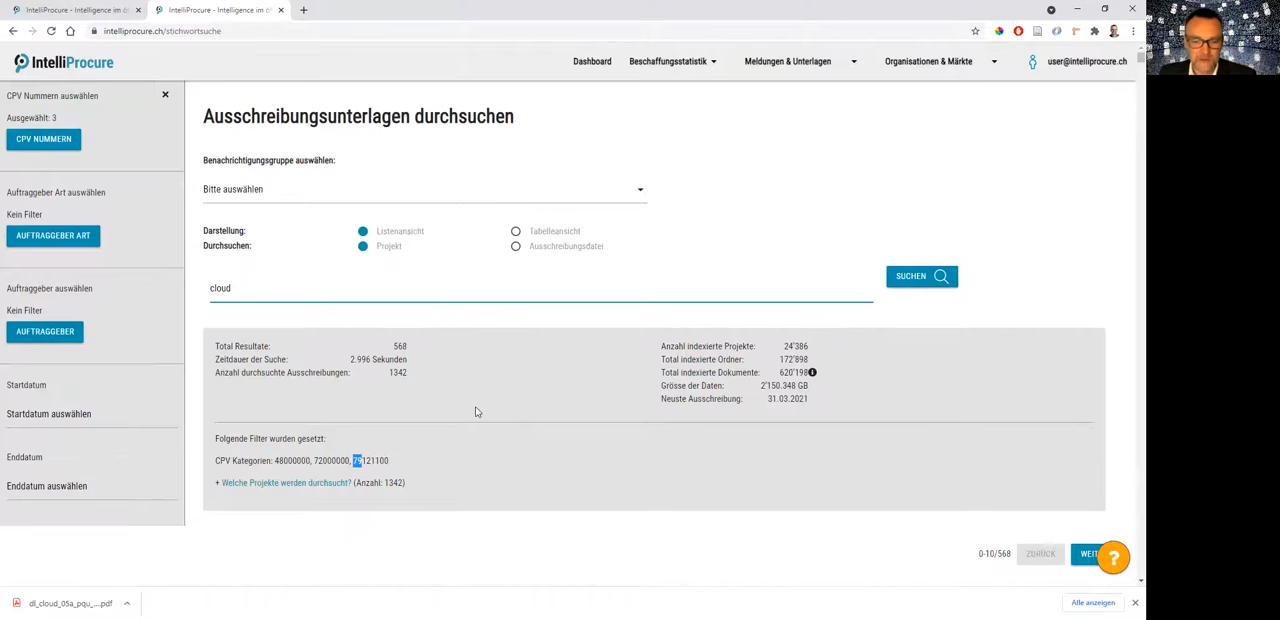 IntelliProcure - Intelligence im ö
IntelliProcure - Intelligence im ö
intelliprocure.ch/stichwortsuche
IntelliProcure
Dashboard
Beschaffungsstatistik
Meldungen & Unterlagen
Organisationen & Märkte
user@intelliprocure.ch
CPV Nummern auswählen
Ausgewählt: 3
CPV NUMMERN
Auftraggeber Art auswählen
Kein Filter
AUFTRAGGEBER ART
Auftraggeber auswählen
Kein Filter
AUFTRAGGEBER
Startdatum
Startdatum auswählen
Enddatum
Enddatum auswählen
Ausschreibungsunterlagen durchsuchen
Benachrichtigungsgruppe auswählen:
Bitte auswählen
Darstellung: Listenansicht Tabelleansicht
Durchsuchen: Projekt Ausschreibungsdatei
cloud
SUCHEN
Total Resultate: 568
Zeitdauer der Suche: 2.996 Sekunden
Anzahl durchsuchte Ausschreibungen: 1342
Anzahl indexierte Projekte: 24'386
Total indexierte Ordner: 172'898
Total indexierte Dokumente: 620'198
Grösse der Daten: 2'150.348 GB
Neuste Ausschreibung: 31.03.2021
Folgende Filter wurden gesetzt:
CPV Kategorien: 48000000, 72000000, 79121100
+ Welche Projekte werden durchsucht? (Anzahl: 1342)
0-10/568
ZURÜCK
WEIT
?
dl_cloud_05a_pqu_....pdf
Alle anzeigen